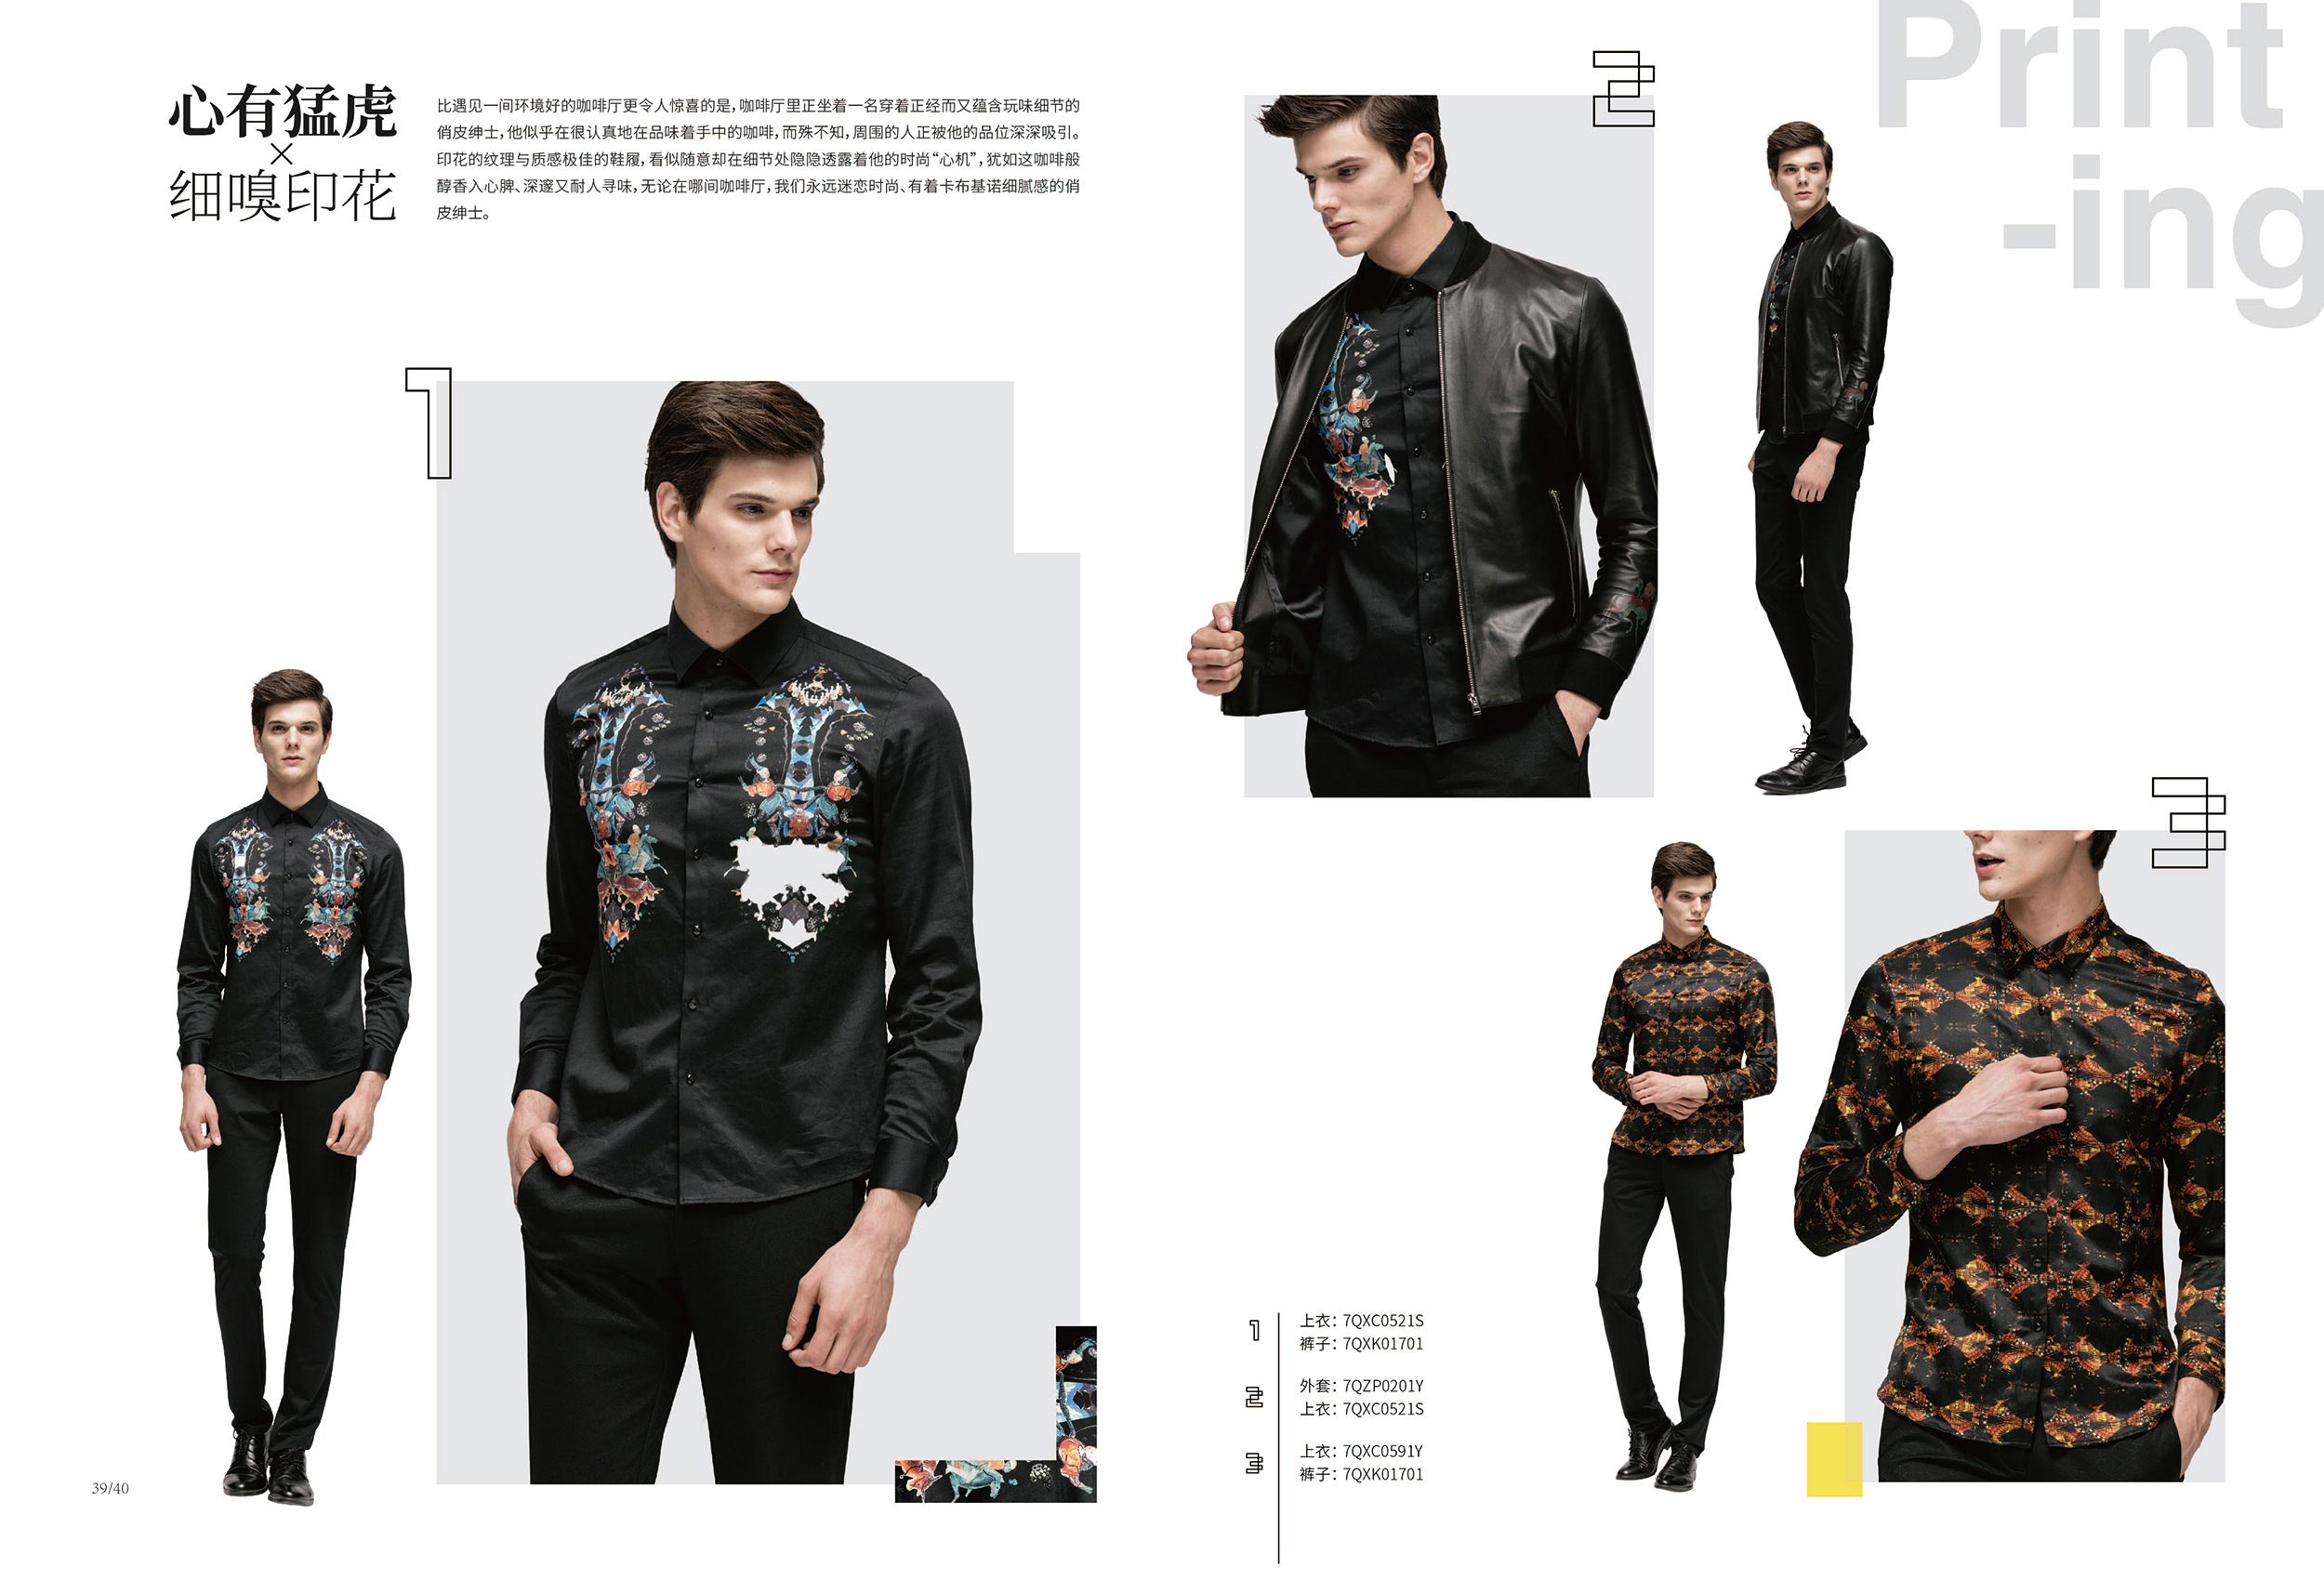 心有猛虎
×
细嗅印花
比遇见一间环境好的咖啡厅更令人惊喜的是，咖啡厅里正坐着一名穿着正经而又蕴含玩味细节的
俏皮绅士，他似乎在很认真地在品味着手中的咖啡，而殊不知，周围的人正被他的品位深深吸引。
印花的纹理与质感极佳的鞋履，看似随意却在细节处隐隐透露着他的时尚“心机”，犹如这咖啡般
醇香入心脾、深邃又耐人寻味，无论在哪间咖啡厅，我们永远迷恋时尚、有着卡布基诺细腻感的俏
皮绅士。
1
39/40
Print
-ing
2
3
1
上衣：7QXC0521S
裤子：7QXK01701
2
外套：7QZP0201Y
上衣：7QXC0521S
3
上衣：7QXC0591Y
裤子：7QXK01701